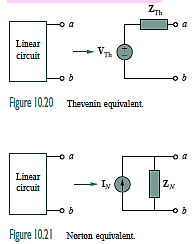 Z_Th
a
Linear
circuit
V_Th
b
a
b
Figure 10.20 Thevenin equivalent.
a
a
Linear
circuit
I_N
Z_N
b
b
Figure 10.21 Norton equivalent.